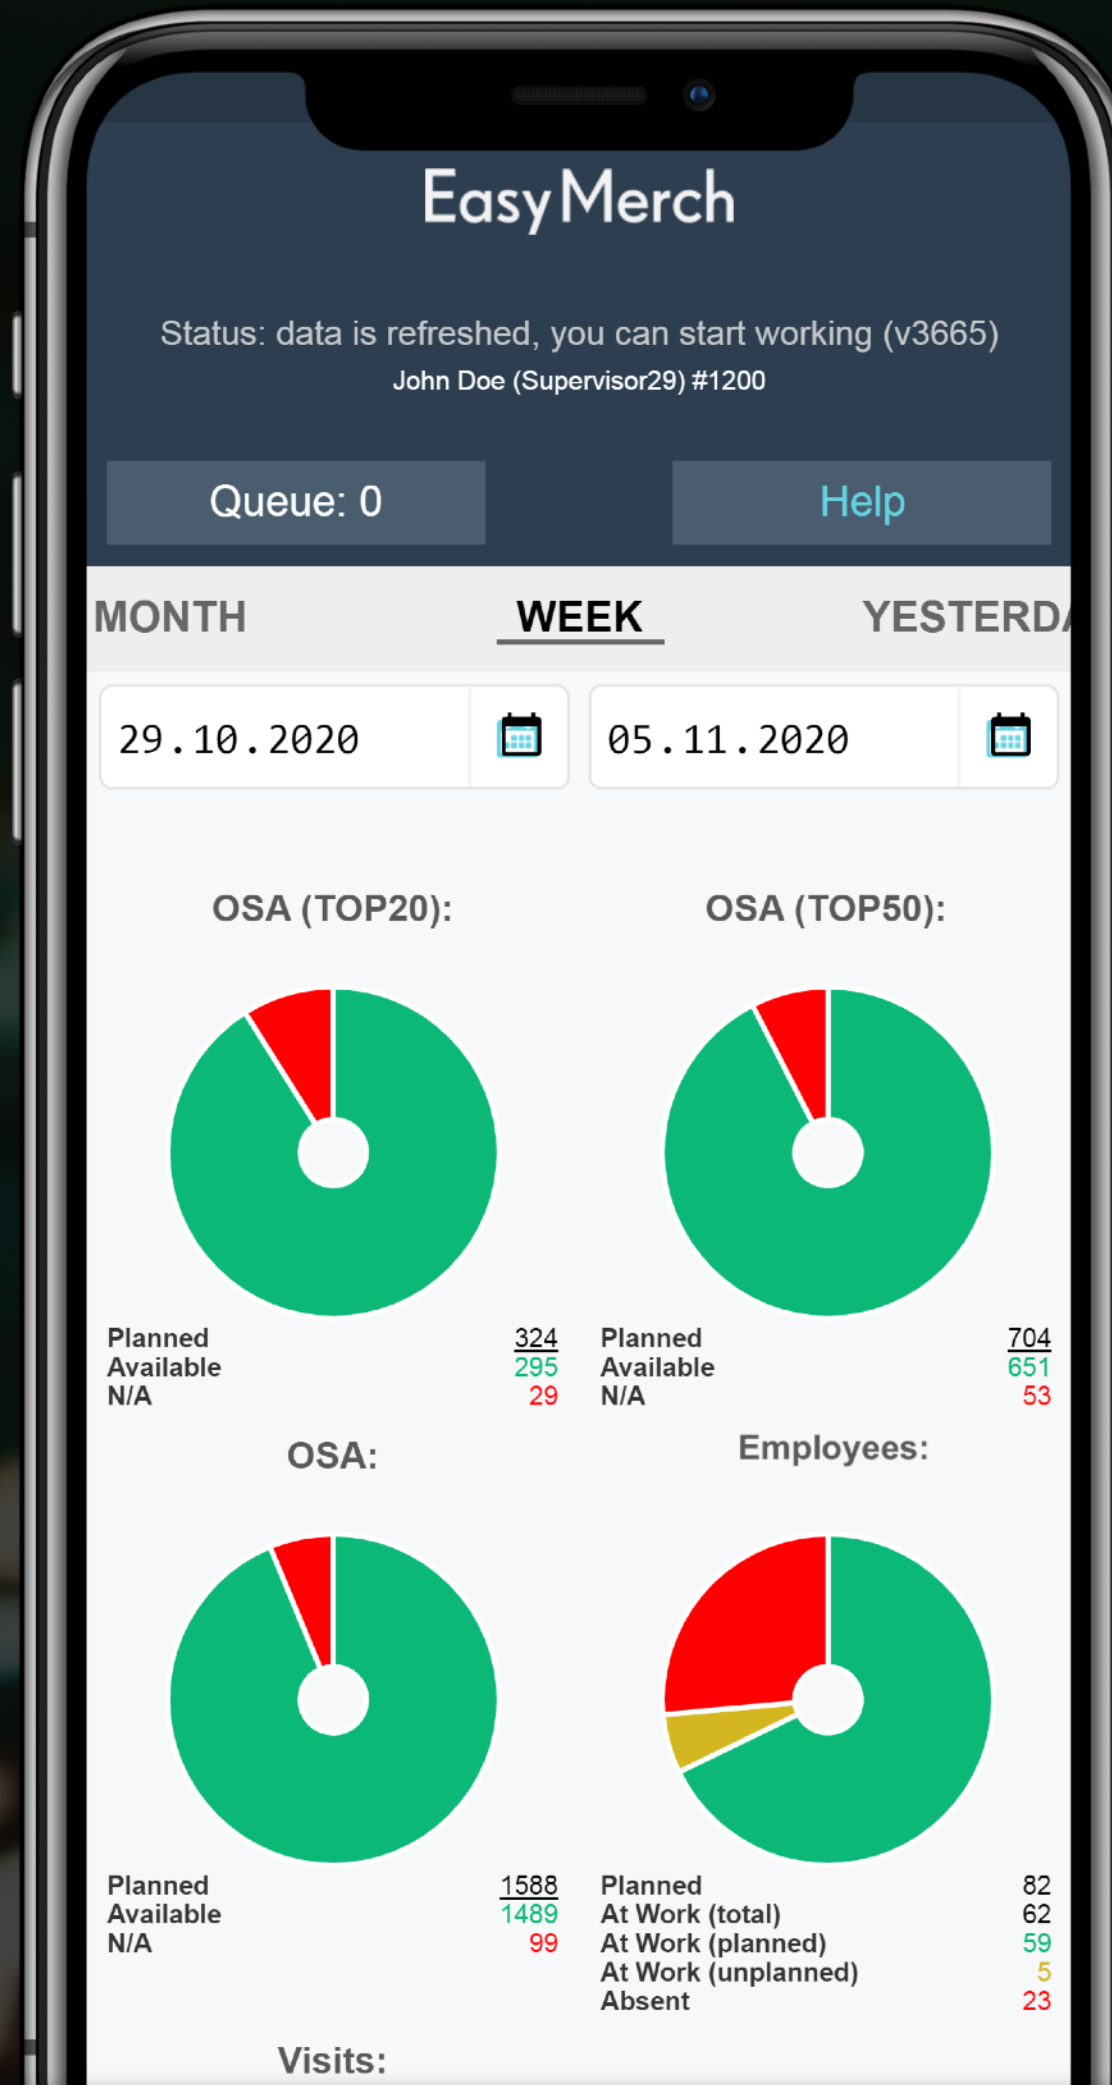 EasyMerch
Status: data is refreshed, you can start working (v3665)
John Doe (Supervisor29) #1200
Queue: 0 Help
MONTH WEEK YESTERDA
29.10.2020 05.11.2020
OSA (TOP20): OSA (TOP50):
Planned 324 Planned 704
Available 295 Available 651
N/A 29 N/A 53
OSA: Employees:
Planned 1588 Planned 82
Available 1489 At Work (total) 62
N/A 99 At Work (planned) 59
At Work (unplanned) 5
Absent 23
Visits: